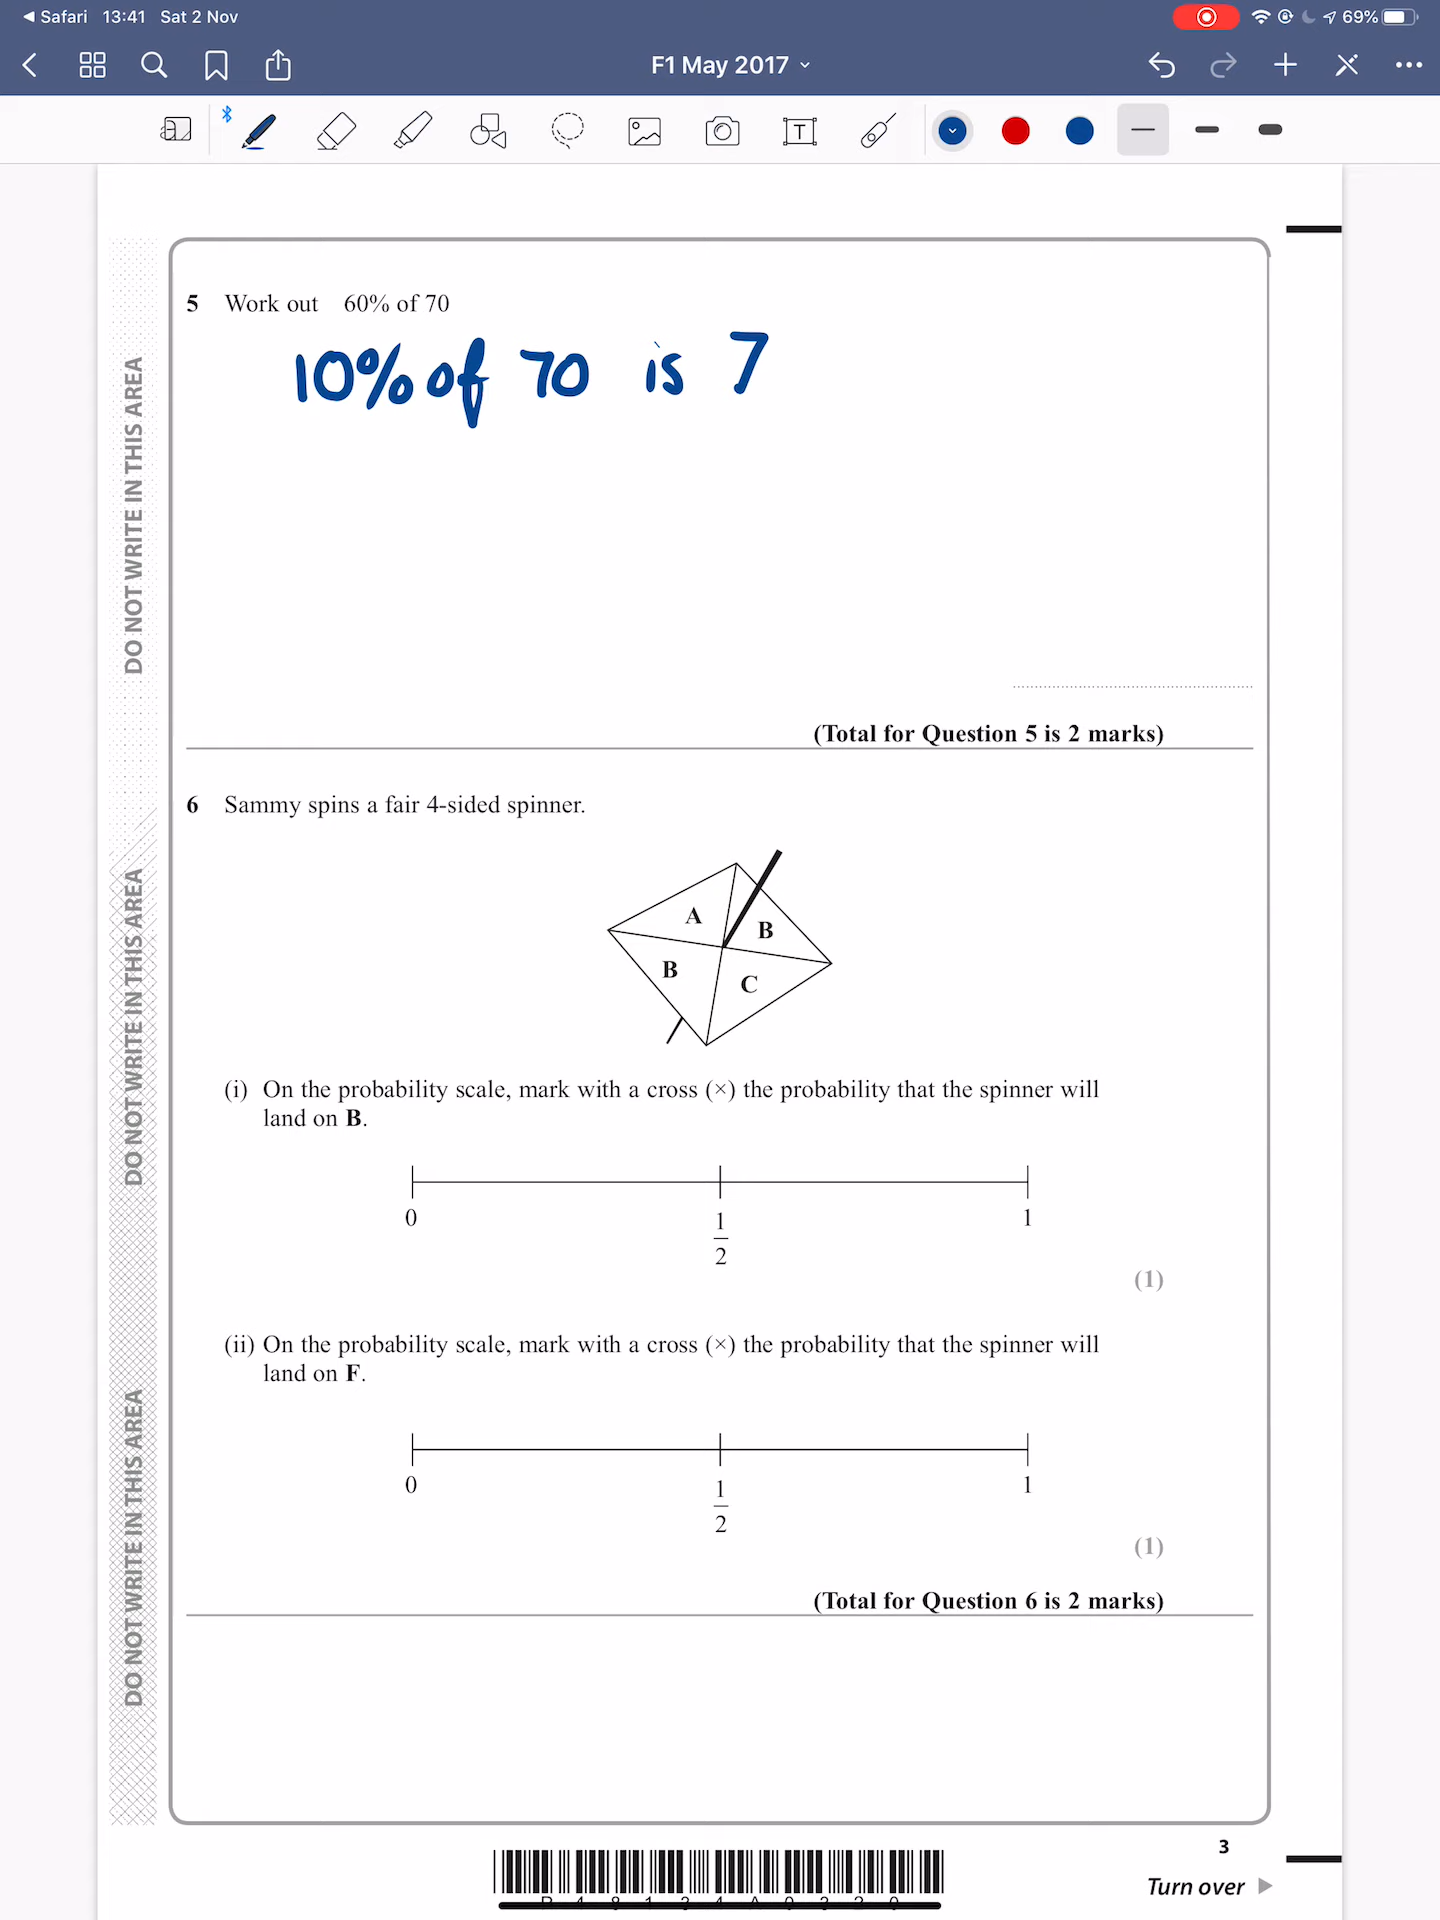 Safari 13:41 Sat 2 Nov 69%
F1 May 2017
T
DO NOT WRITE IN THIS AREA
DO NOT WRITE IN THIS AREA
DO NOT WRITE IN THIS AREA
5 Work out 60% of 70
10% of 70 is 7
(Total for Question 5 is 2 marks)
6 Sammy spins a fair 4-sided spinner.
A
B
B
C
(i) On the probability scale, mark with a cross (×) the probability that the spinner will
land on B.
0 1/2 1
(1)
(ii) On the probability scale, mark with a cross (×) the probability that the spinner will
land on F.
0 1/2 1
(1)
(Total for Question 6 is 2 marks)
3
Turn over